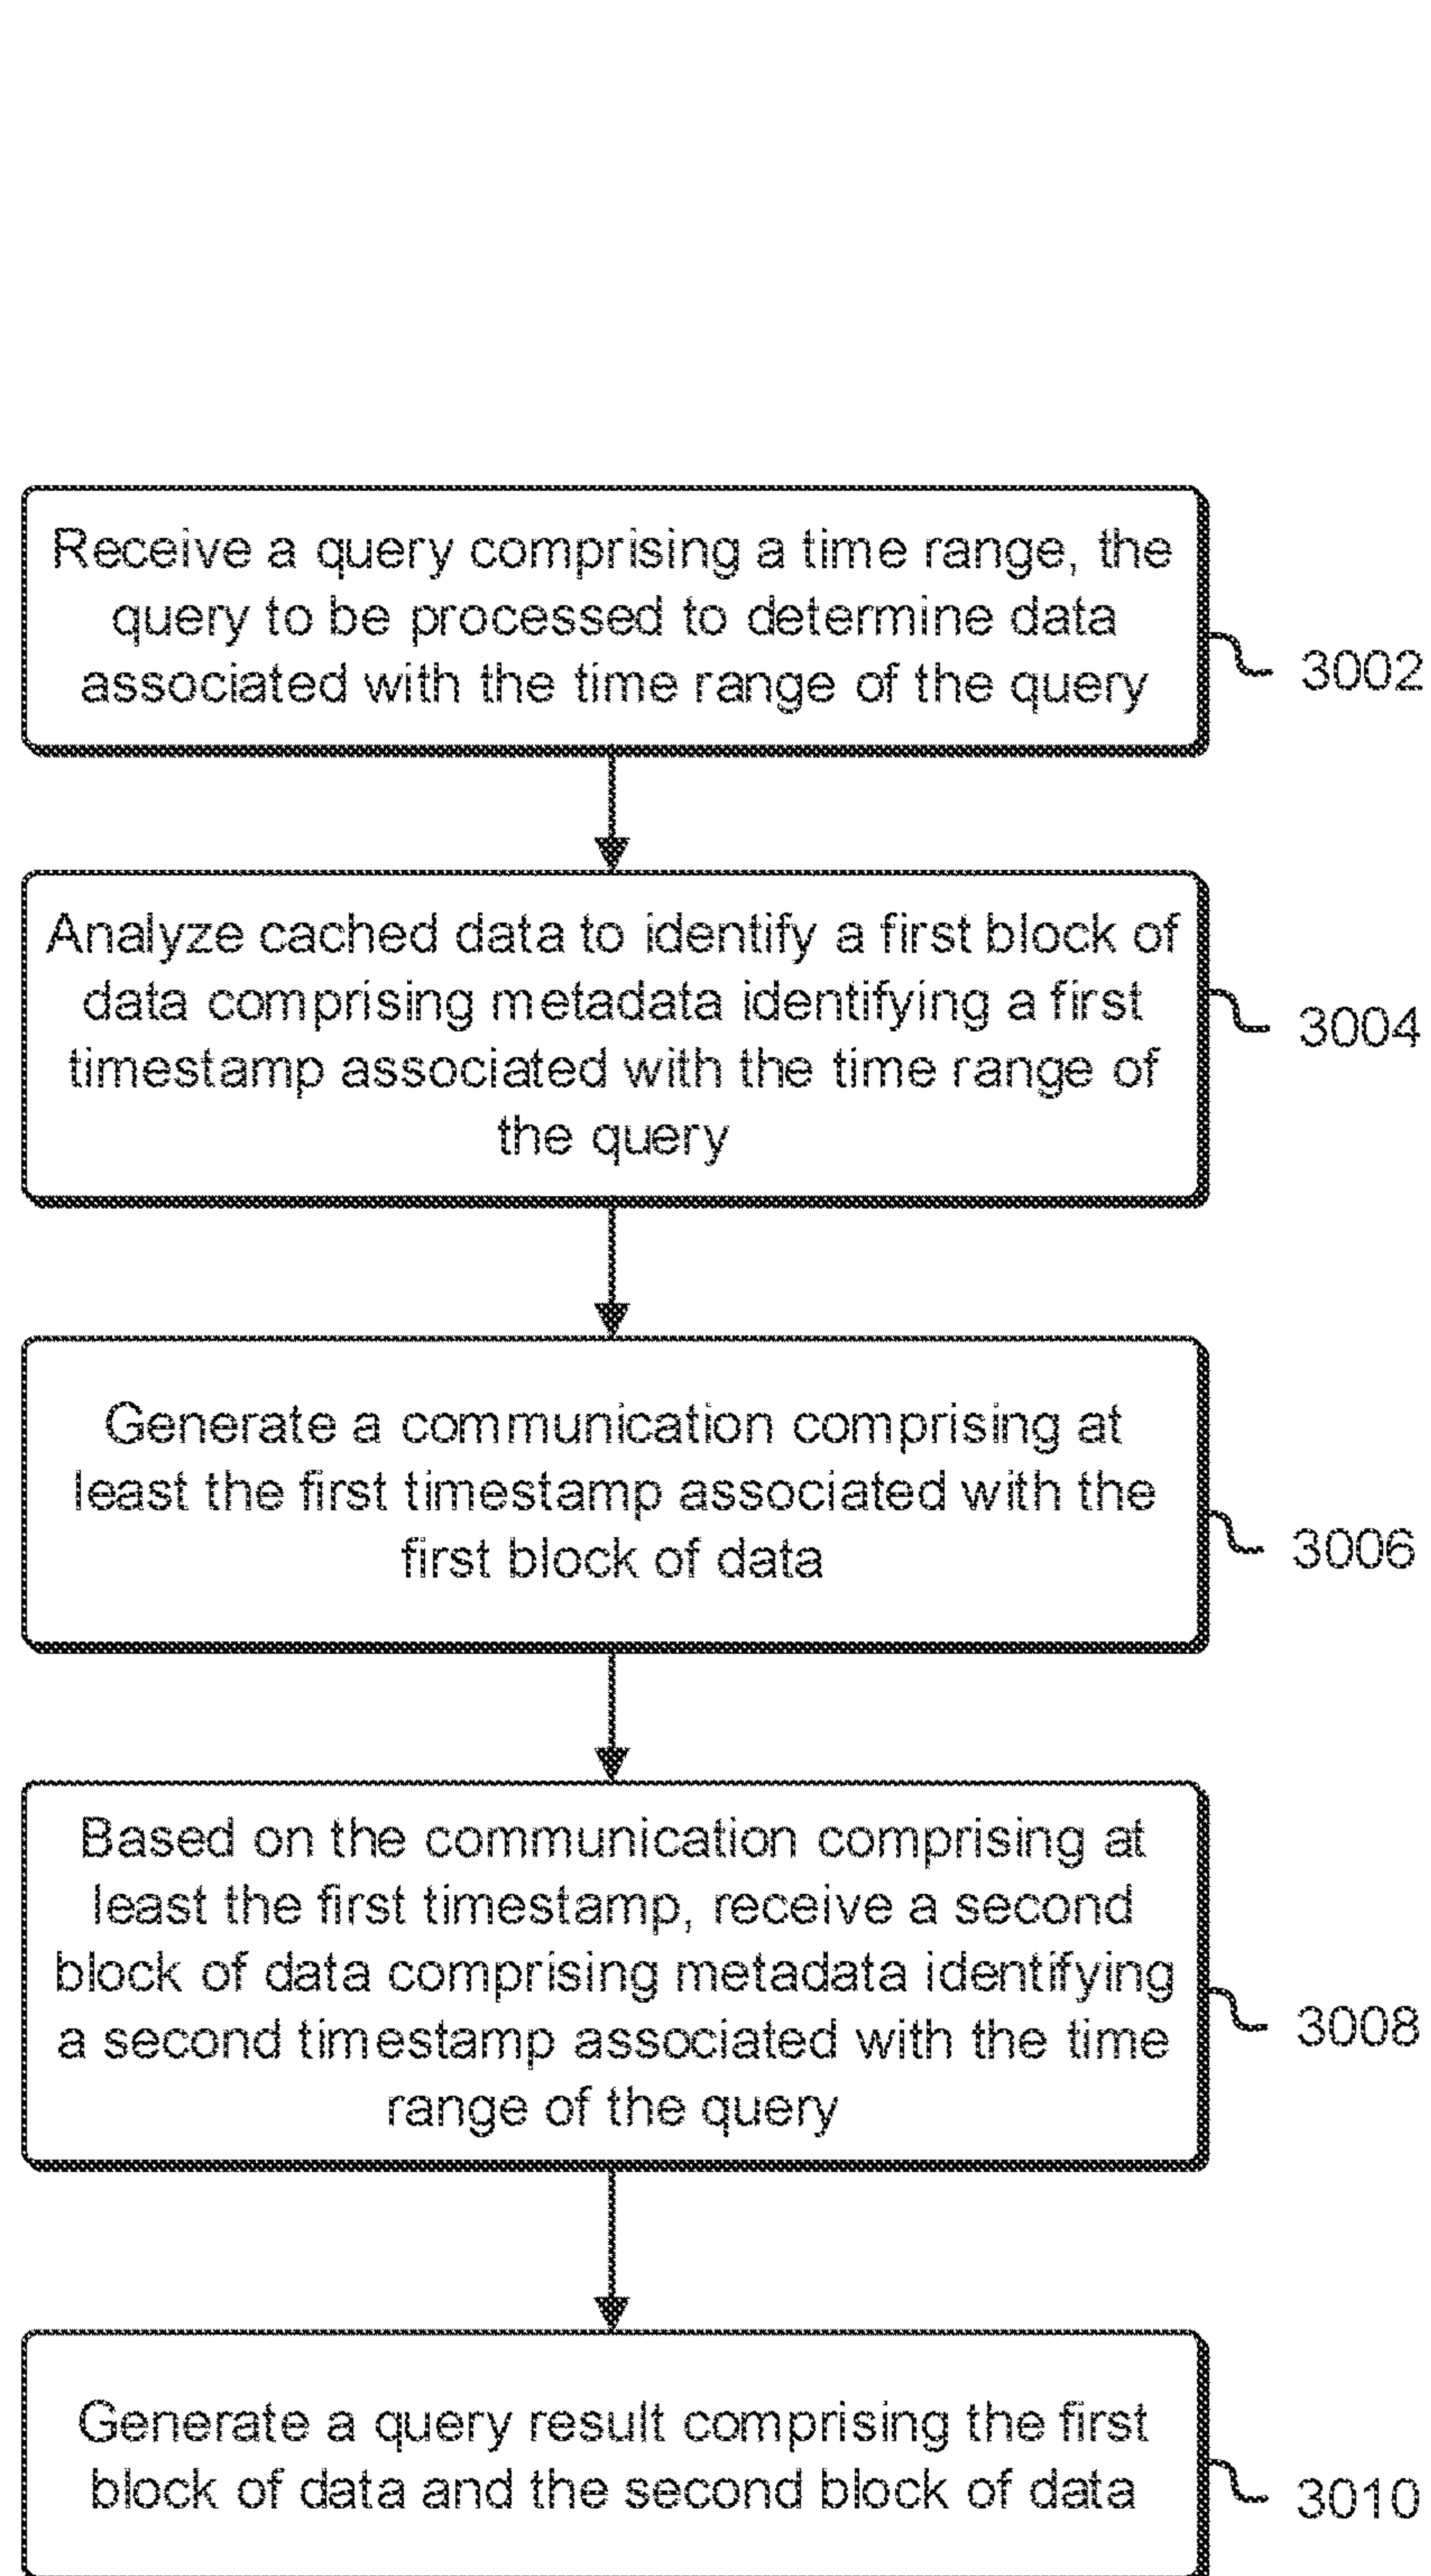 Receive a query comprising a time range, the
query to be processed to determine data
associated with the time range of the query
3002
Analyze cached data to identify a first block of
data comprising metadata identifying a first
timestamp associated with the time range of
the query
3004
Generate a communication comprising at
least the first timestamp associated with the
first block of data
3006
Based on the communication comprising at
least the first timestamp, receive a second
block of data comprising metadata identifying
a second timestamp associated with the time
range of the query
3008
Generate a query result comprising the first
block of data and the second block of data
3010